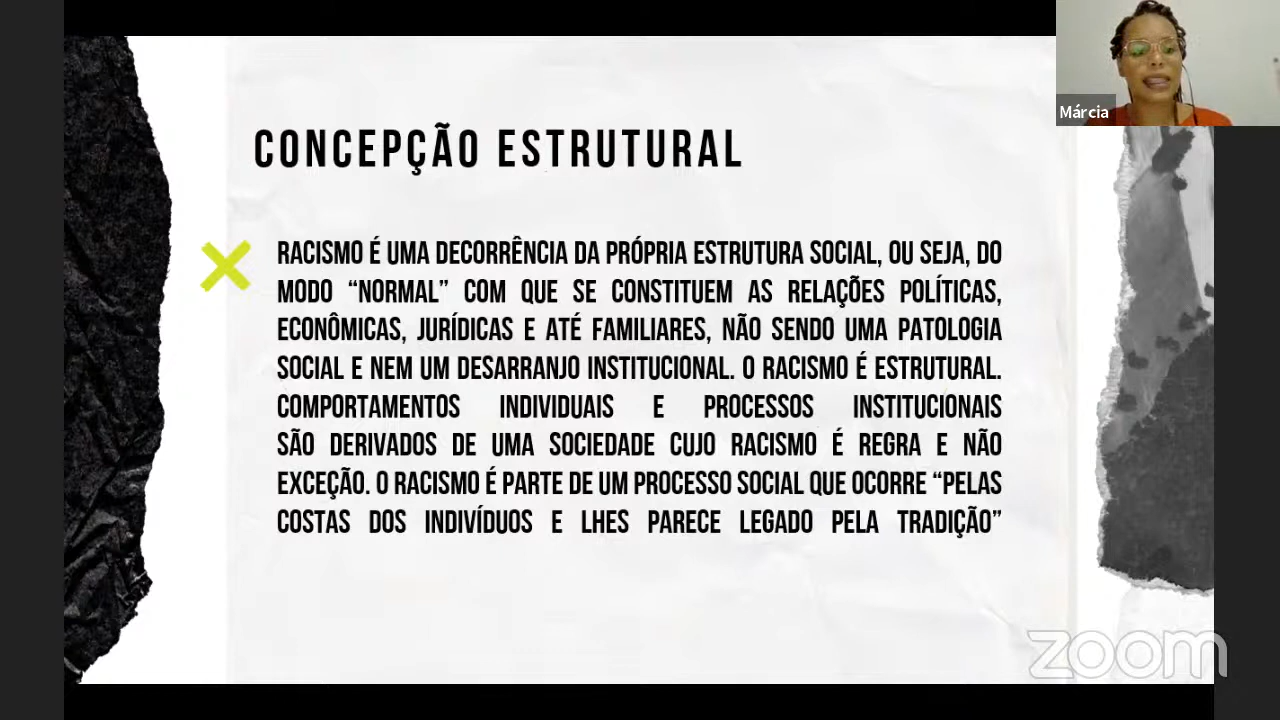 Márcia
CONCEPÇÃO ESTRUTURAL
RACISMO É UMA DECORRÊNCIA DA PRÓPRIA ESTRUTURA SOCIAL, OU SEJA, DO
MODO “NORMAL” COM QUE SE CONSTITUEM AS RELAÇÕES POLÍTICAS,
ECONÔMICAS, JURÍDICAS E ATÉ FAMILIARES, NÃO SENDO UMA PATOLOGIA
SOCIAL E NEM UM DESARRANJO INSTITUCIONAL. O RACISMO É ESTRUTURAL.
COMPORTAMENTOS INDIVIDUAIS E PROCESSOS INSTITUCIONAIS
SÃO DERIVADOS DE UMA SOCIEDADE CUJO RACISMO É REGRA E NÃO
EXCEÇÃO. O RACISMO É PARTE DE UM PROCESSO SOCIAL QUE OCORRE “PELAS
COSTAS DOS INDIVÍDUOS E LHES PARECE LEGADO PELA TRADIÇÃO”
zoom